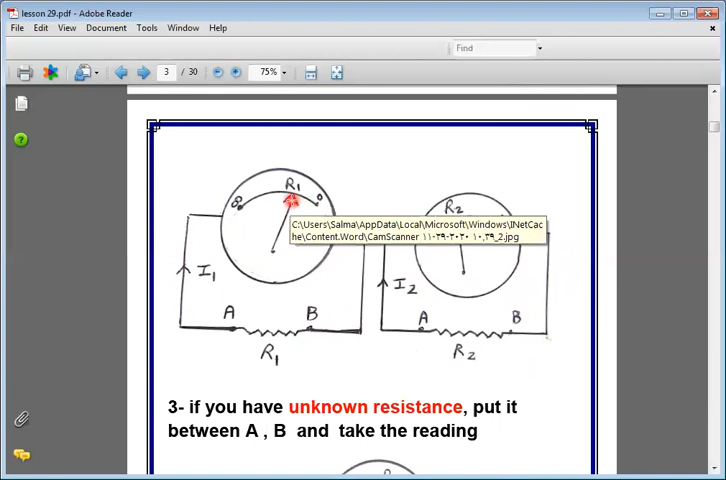 lesson 29.pdf - Adobe Reader
File Edit View Document Tools Window Help
3 / 30 75% Find
R1
∞ 0
R2
C:\Users\Salma\AppData\Local\Microsoft\Windows\INetCac
he\Content.Word\CamScanner ١١-٢٩-٢٠٢٠ ١٠,٣٩_2.jpg
I1
I2
A B
A B
R1
R2
3- if you have unknown resistance, put it
between A , B and take the reading